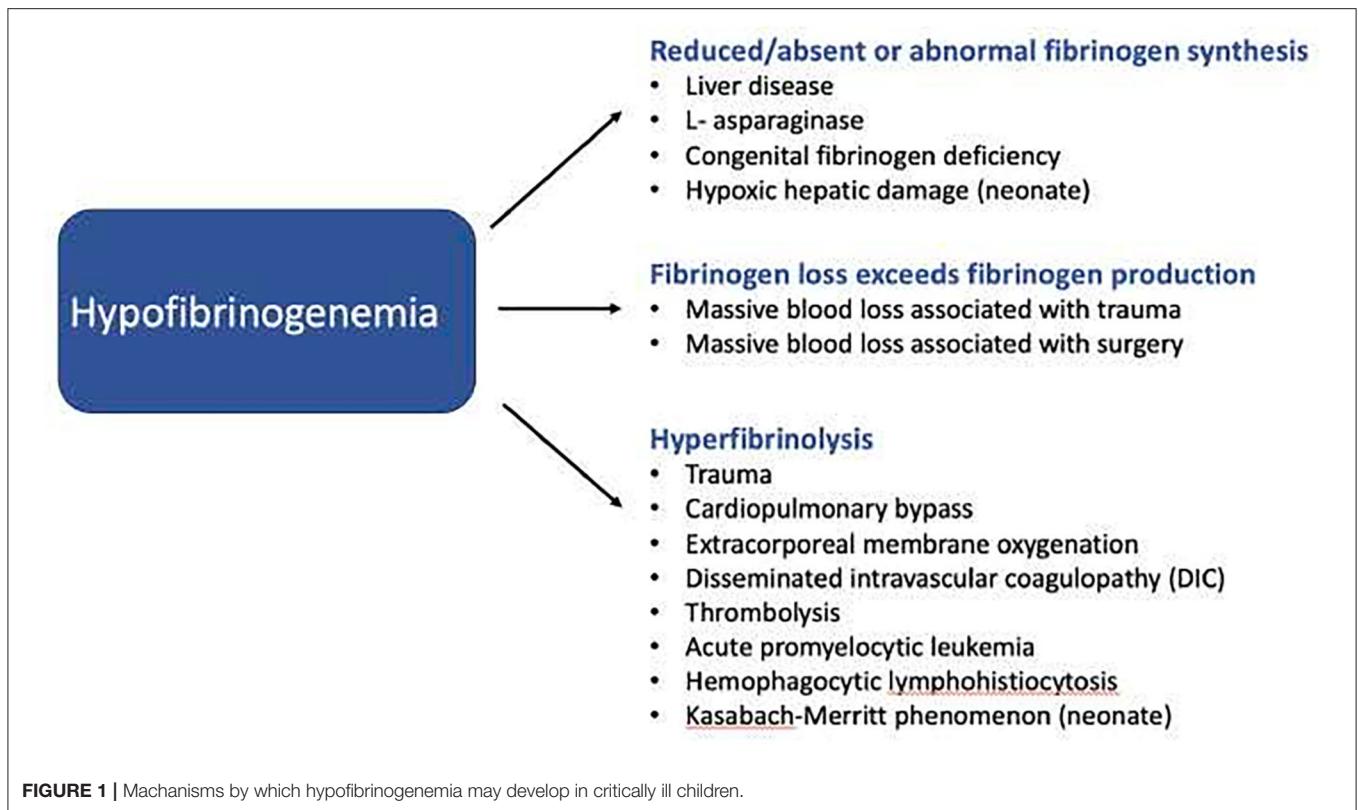 Hypofibrinogenemia
Reduced/absent or abnormal fibrinogen synthesis
• Liver disease
• L- asparaginase
• Congenital fibrinogen deficiency
• Hypoxic hepatic damage (neonate)
Fibrinogen loss exceeds fibrinogen production
• Massive blood loss associated with trauma
• Massive blood loss associated with surgery
Hyperfibrinolysis
• Trauma
• Cardiopulmonary bypass
• Extracorporeal membrane oxygenation
• Disseminated intravascular coagulopathy (DIC)
• Thrombolysis
• Acute promyelocytic leukemia
• Hemophagocytic lymphohistiocytosis
• Kasabach-Merritt phenomenon (neonate)
FIGURE 1 | Machanisms by which hypofibrinogenemia may develop in critically ill children.